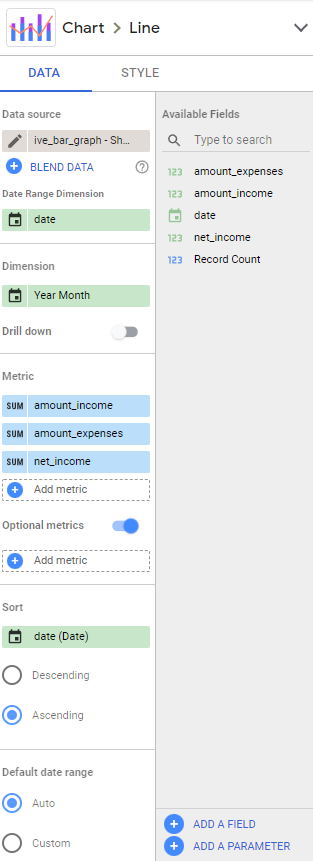 Chart > Line
DATA
STYLE
Data source
ive_bar_graph - Sh...
BLEND DATA
?
Date Range Dimension
date
Dimension
Year Month
Drill down
Metric
SUM amount_income
SUM amount_expenses
SUM net_income
Add metric
Optional metrics
Add metric
Sort
date (Date)
Descending
Ascending
Default date range
Auto
Custom
Available Fields
Type to search
123 amount_expenses
123 amount_income
date
123 net_income
123 Record Count
ADD A FIELD
ADD A PARAMETER